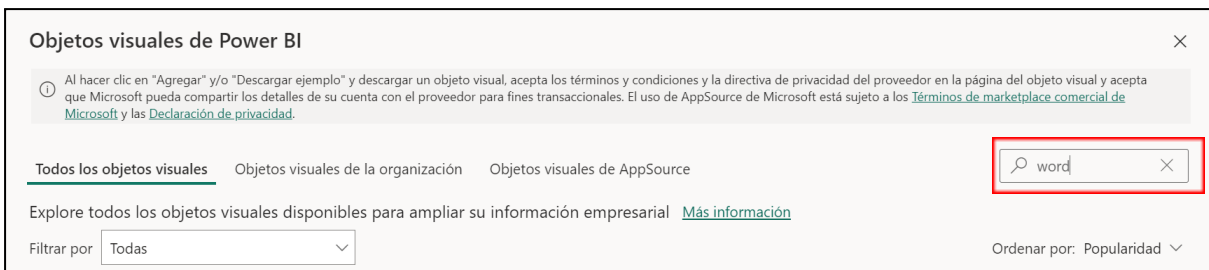 Objetos visuales de Power BI
Al hacer clic en "Agregar" y/o "Descargar ejemplo" y descargar un objeto visual, acepta los términos y condiciones y la directiva de privacidad del proveedor en la página del objeto visual y acepta
que Microsoft pueda compartir los detalles de su cuenta con el proveedor para fines transaccionales. El uso de AppSource de Microsoft está sujeto a los Términos de marketplace comercial de
Microsoft y las Declaración de privacidad.
Todos los objetos visuales Objetos visuales de la organización Objetos visuales de AppSource word
Explore todos los objetos visuales disponibles para ampliar su información empresarial Más información
Filtrar por Todas Ordenar por: Popularidad